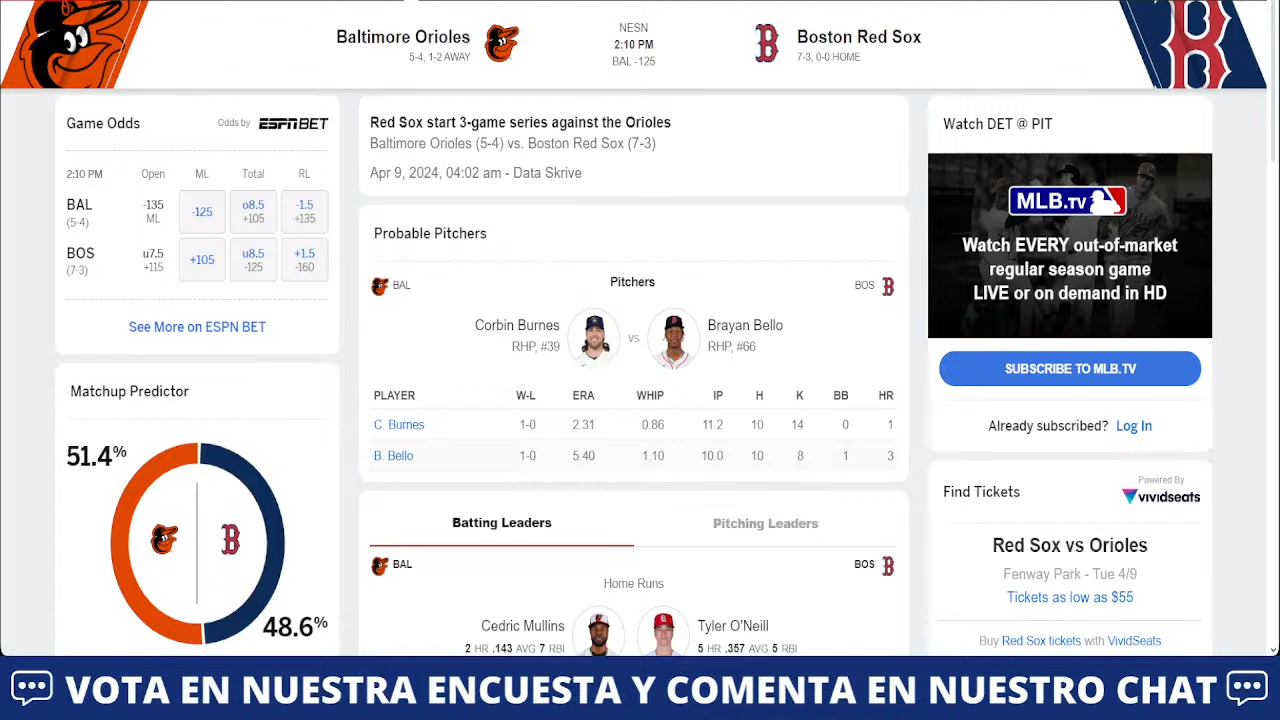 Baltimore Orioles
5-4, 1-2 AWAY
NESN
2:10 PM
BAL -125
Boston Red Sox
7-3, 0-0 HOME
Game Odds
Odds by ESPN BET
2:10 PM Open ML Total RL
BAL -135 -125 o8.5 -1.5
(5-4) ML +105 +135
BOS u7.5 +105 u8.5 +1.5
(7-3) +115 -125 -160
See More on ESPN BET
Matchup Predictor
51.4%
48.6%
Red Sox start 3-game series against the Orioles
Baltimore Orioles (5-4) vs. Boston Red Sox (7-3)
Apr 9, 2024, 04:02 am - Data Skrive
Probable Pitchers
BAL Pitchers BOS
Corbin Burnes VS Brayan Bello
RHP, #39 RHP, #66
PLAYER W-L ERA WHIP IP H K BB HR
C. Burnes 1-0 2.31 0.86 11.2 10 14 0 1
B. Bello 1-0 5.40 1.10 10.0 10 8 1 3
Batting Leaders Pitching Leaders
BAL BOS
Home Runs
Cedric Mullins Tyler O'Neill
2 HR .143 AVG 7 RBI 5 HR .357 AVG 5 RBI
Watch DET @ PIT
MLB.TV
Watch EVERY out-of-market
regular season game
LIVE or on demand in HD
SUBSCRIBE TO MLB.TV
Already subscribed? Log In
Find Tickets
Powered By
vividseats
Red Sox vs Orioles
Fenway Park - Tue 4/9
Tickets as low as $55
Buy Red Sox tickets with VividSeats
VOTA EN NUESTRA ENCUESTA Y COMENTA EN NUESTRO CHAT